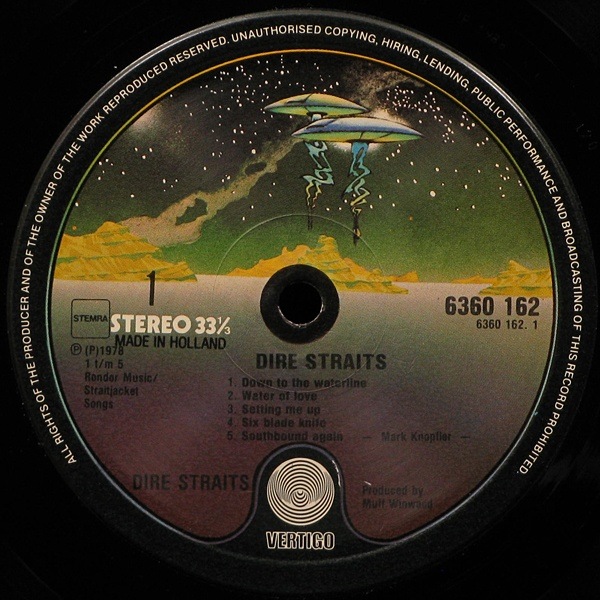 ALL RIGHTS OF THE PRODUCER AND OF THE OWNER OF THE WORK REPRODUCED RESERVED. UNAUTHORISED COPYING, HIRING, LENDING, PUBLIC PERFORMANCE AND BROADCASTING OF THIS RECORD PROHIBITED.
1
STEMRA
STEREO 33⅓
MADE IN HOLLAND
Ⓟ (P)1978
1 t/m 5
Rondor Music/
Straitjacket
Songs
6360 162
6360 162. 1
DIRE STRAITS
1. Down to the waterline
2. Water of love
3. Setting me up
4. Six blade knife
5. Southbound again — Mark Knopfler —
DIRE STRAITS
Produced by
Muff Winwood
VERTIGO